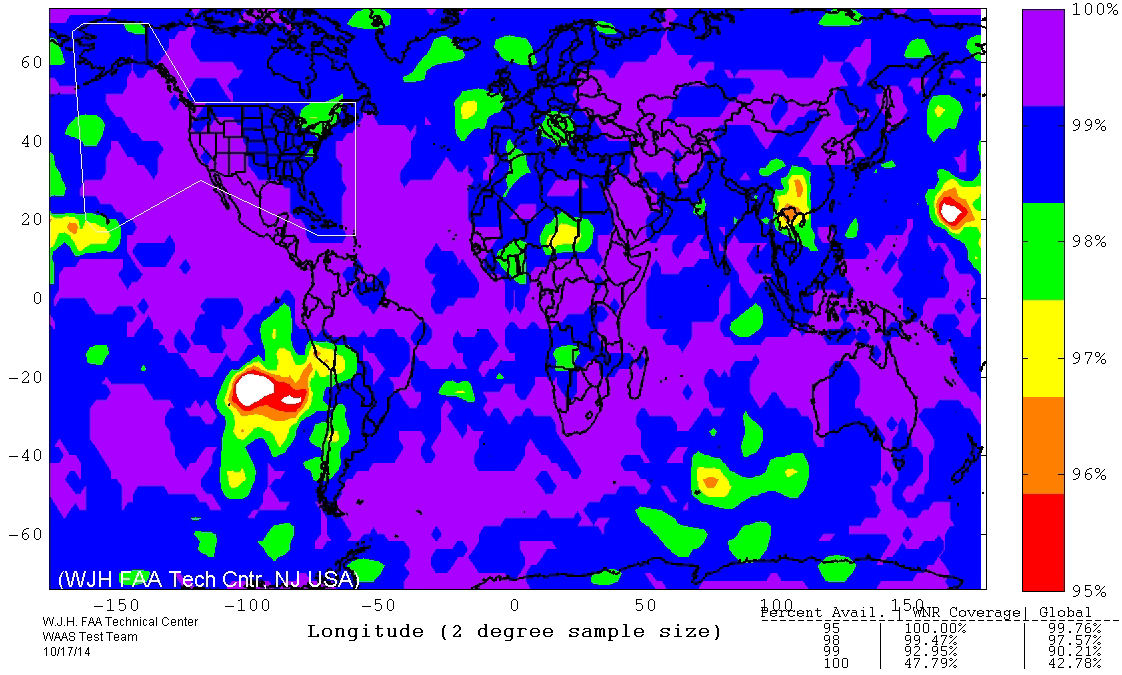 100%
60
99%
40
98%
20
0
97%
−20
96%
−40
−60
(WJH FAA Tech Cntr. NJ USA)
95%
−150 −100 −50 0 50 100 150
Longitude (2 degree sample size)
W.J.H. FAA Technical Center
WAAS Test Team
10/17/14
Percent Avail. | WNR Coverage| Global
95 | 100.00% | 99.76%
98 | 99.47% | 97.57%
99 | 92.95% | 90.21%
100 | 47.79% | 42.78%